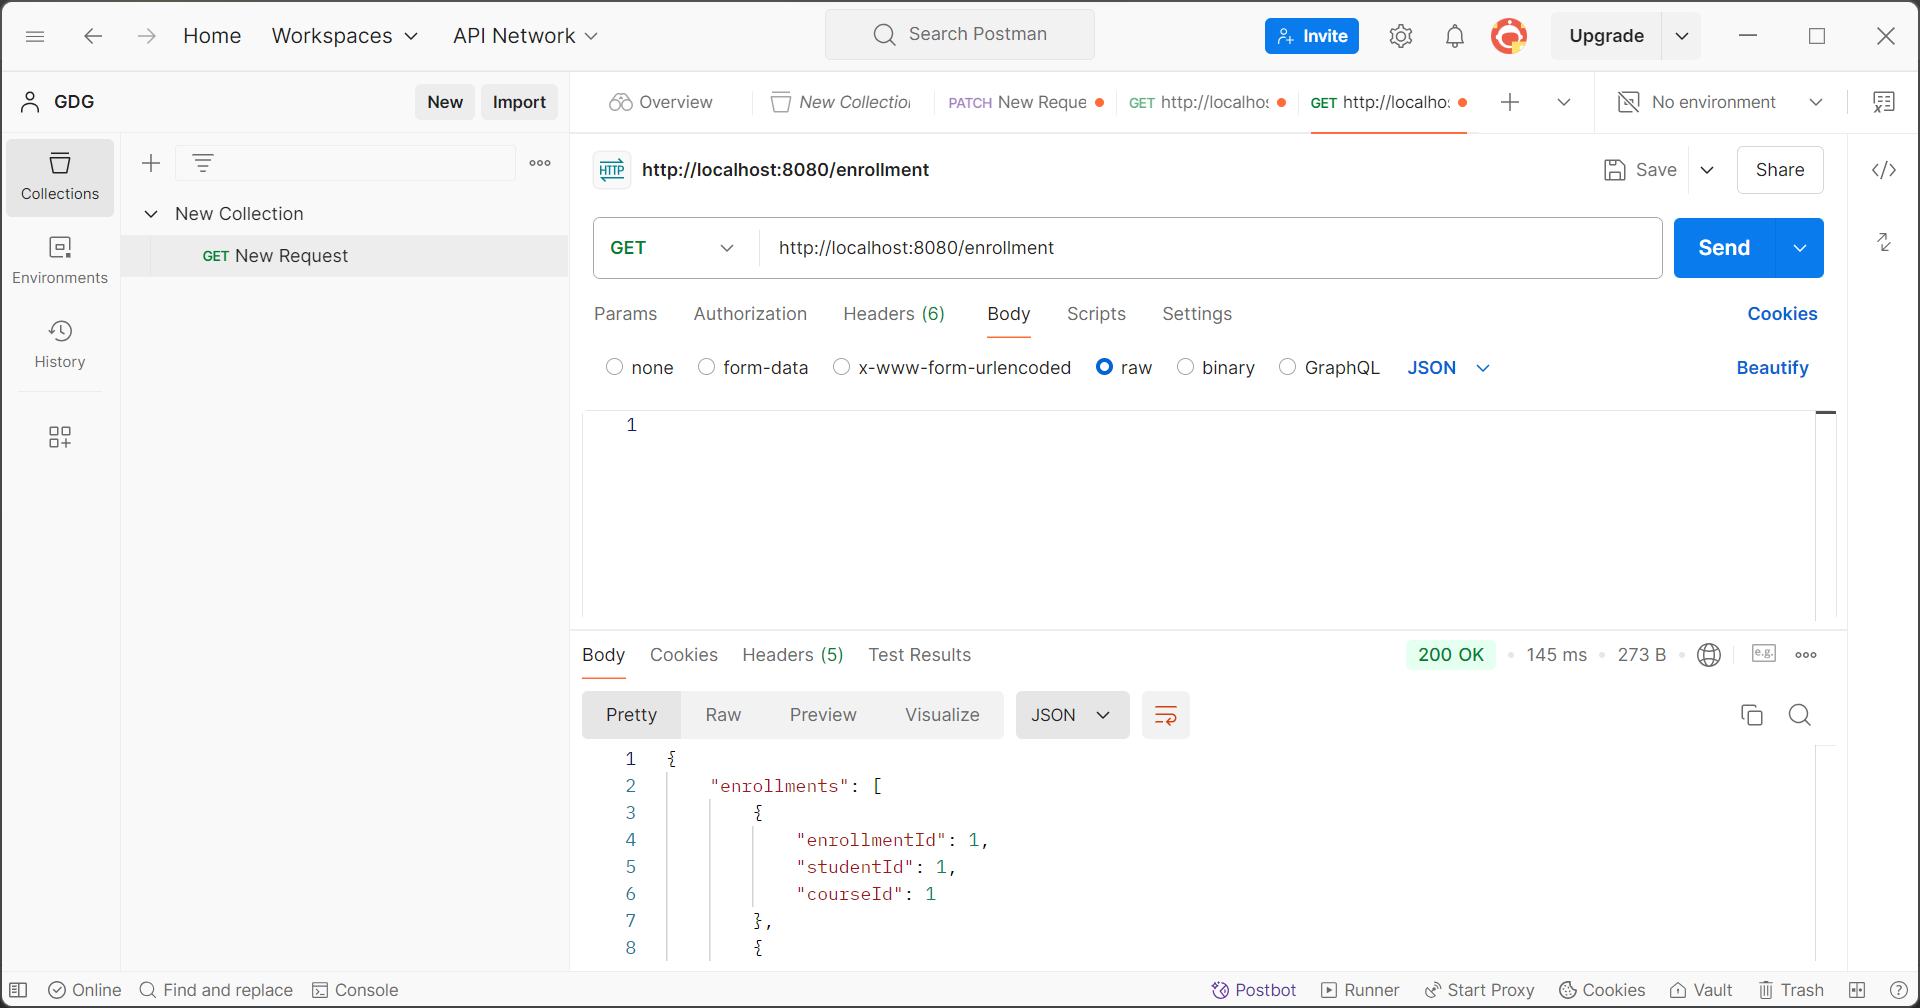 Home Workspaces API Network Search Postman Invite Upgrade
GDG New Import Overview New Collection PATCH New Reque GET http://localhos GET http://localhos No environment
Collections
Environments
History
New Collection
GET New Request
HTTP http://localhost:8080/enrollment Save Share
GET http://localhost:8080/enrollment Send
Params Authorization Headers (6) Body Scripts Settings Cookies
none form-data x-www-form-urlencoded raw binary GraphQL JSON Beautify
1
Body Cookies Headers (5) Test Results 200 OK 145 ms 273 B e.g.
Pretty Raw Preview Visualize JSON
1 {
2 "enrollments": [
3 {
4 "enrollmentId": 1,
5 "studentId": 1,
6 "courseId": 1
7 },
8 {
Online Find and replace Console Postbot Runner Start Proxy Cookies Vault Trash